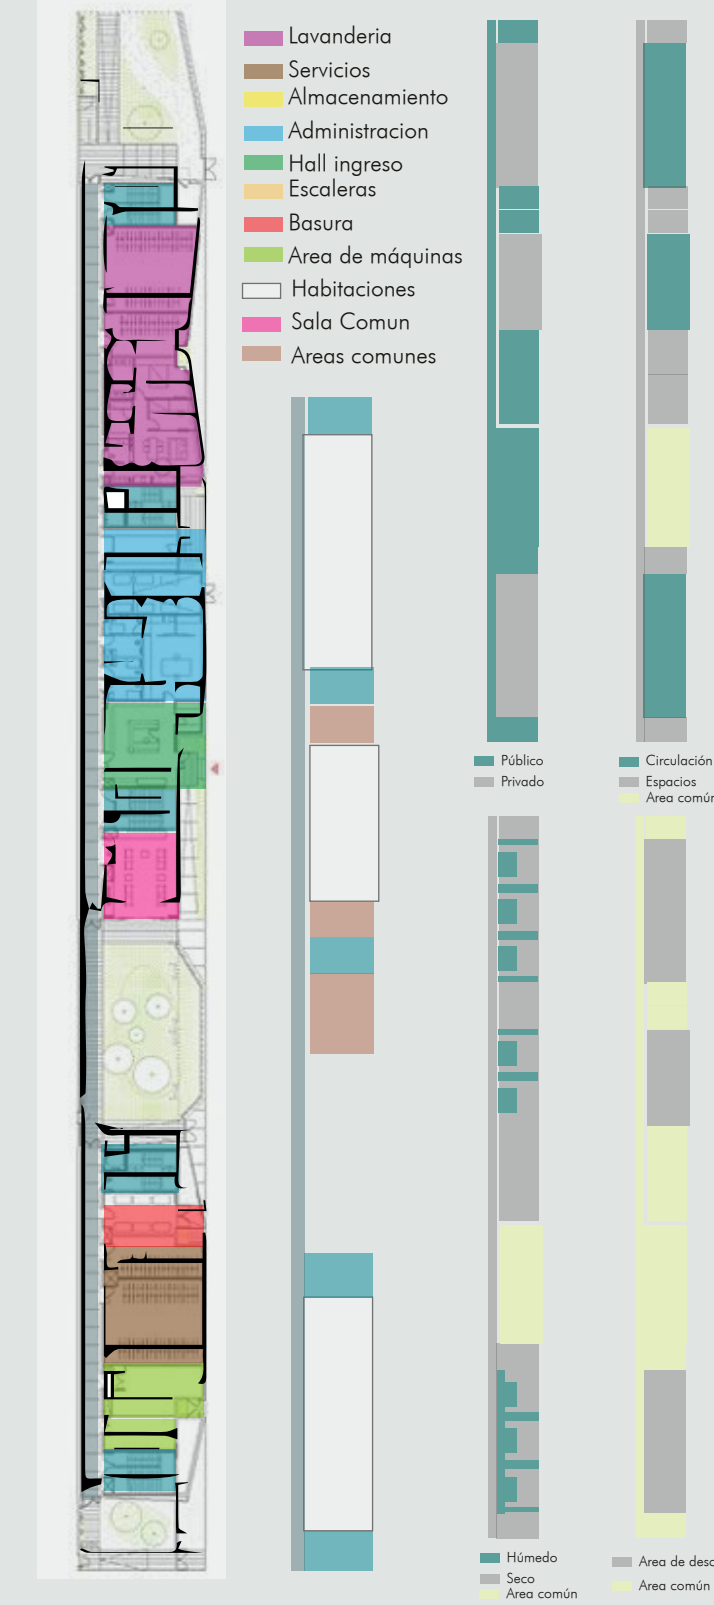 Lavanderia
Servicios
Almacenamiento
Administracion
Hall ingreso
Escaleras
Basura
Area de máquinas
Habitaciones
Sala Comun
Areas comunes
Público
Privado
Circulación
Espacios
Area común
Húmedo
Seco
Area común
Area de desc
Area común